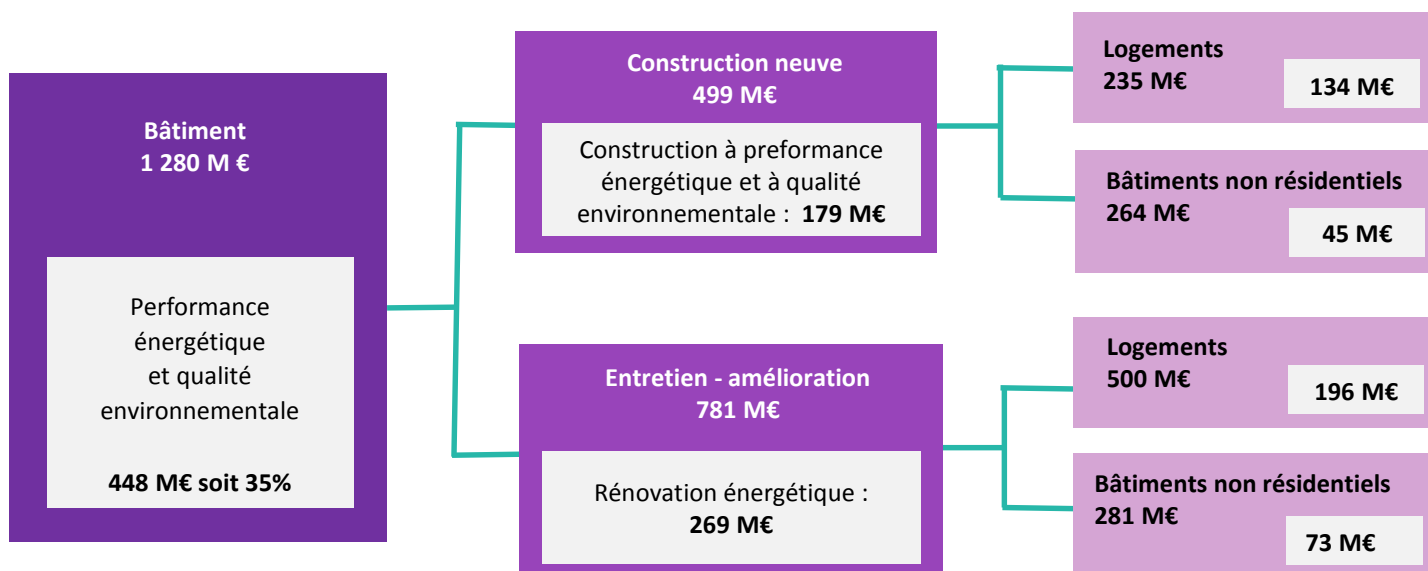 Bâtiment
1 280 M €
Performance
énergétique
et qualité
environnementale
448 M€ soit 35%
Construction neuve
499 M€
Construction à preformance
énergétique et à qualité
environnementale : 179 M€
Logements
235 M€
134 M€
Bâtiments non résidentiels
264 M€
45 M€
Entretien - amélioration
781 M€
Rénovation énergétique :
269 M€
Logements
500 M€
196 M€
Bâtiments non résidentiels
281 M€
73 M€